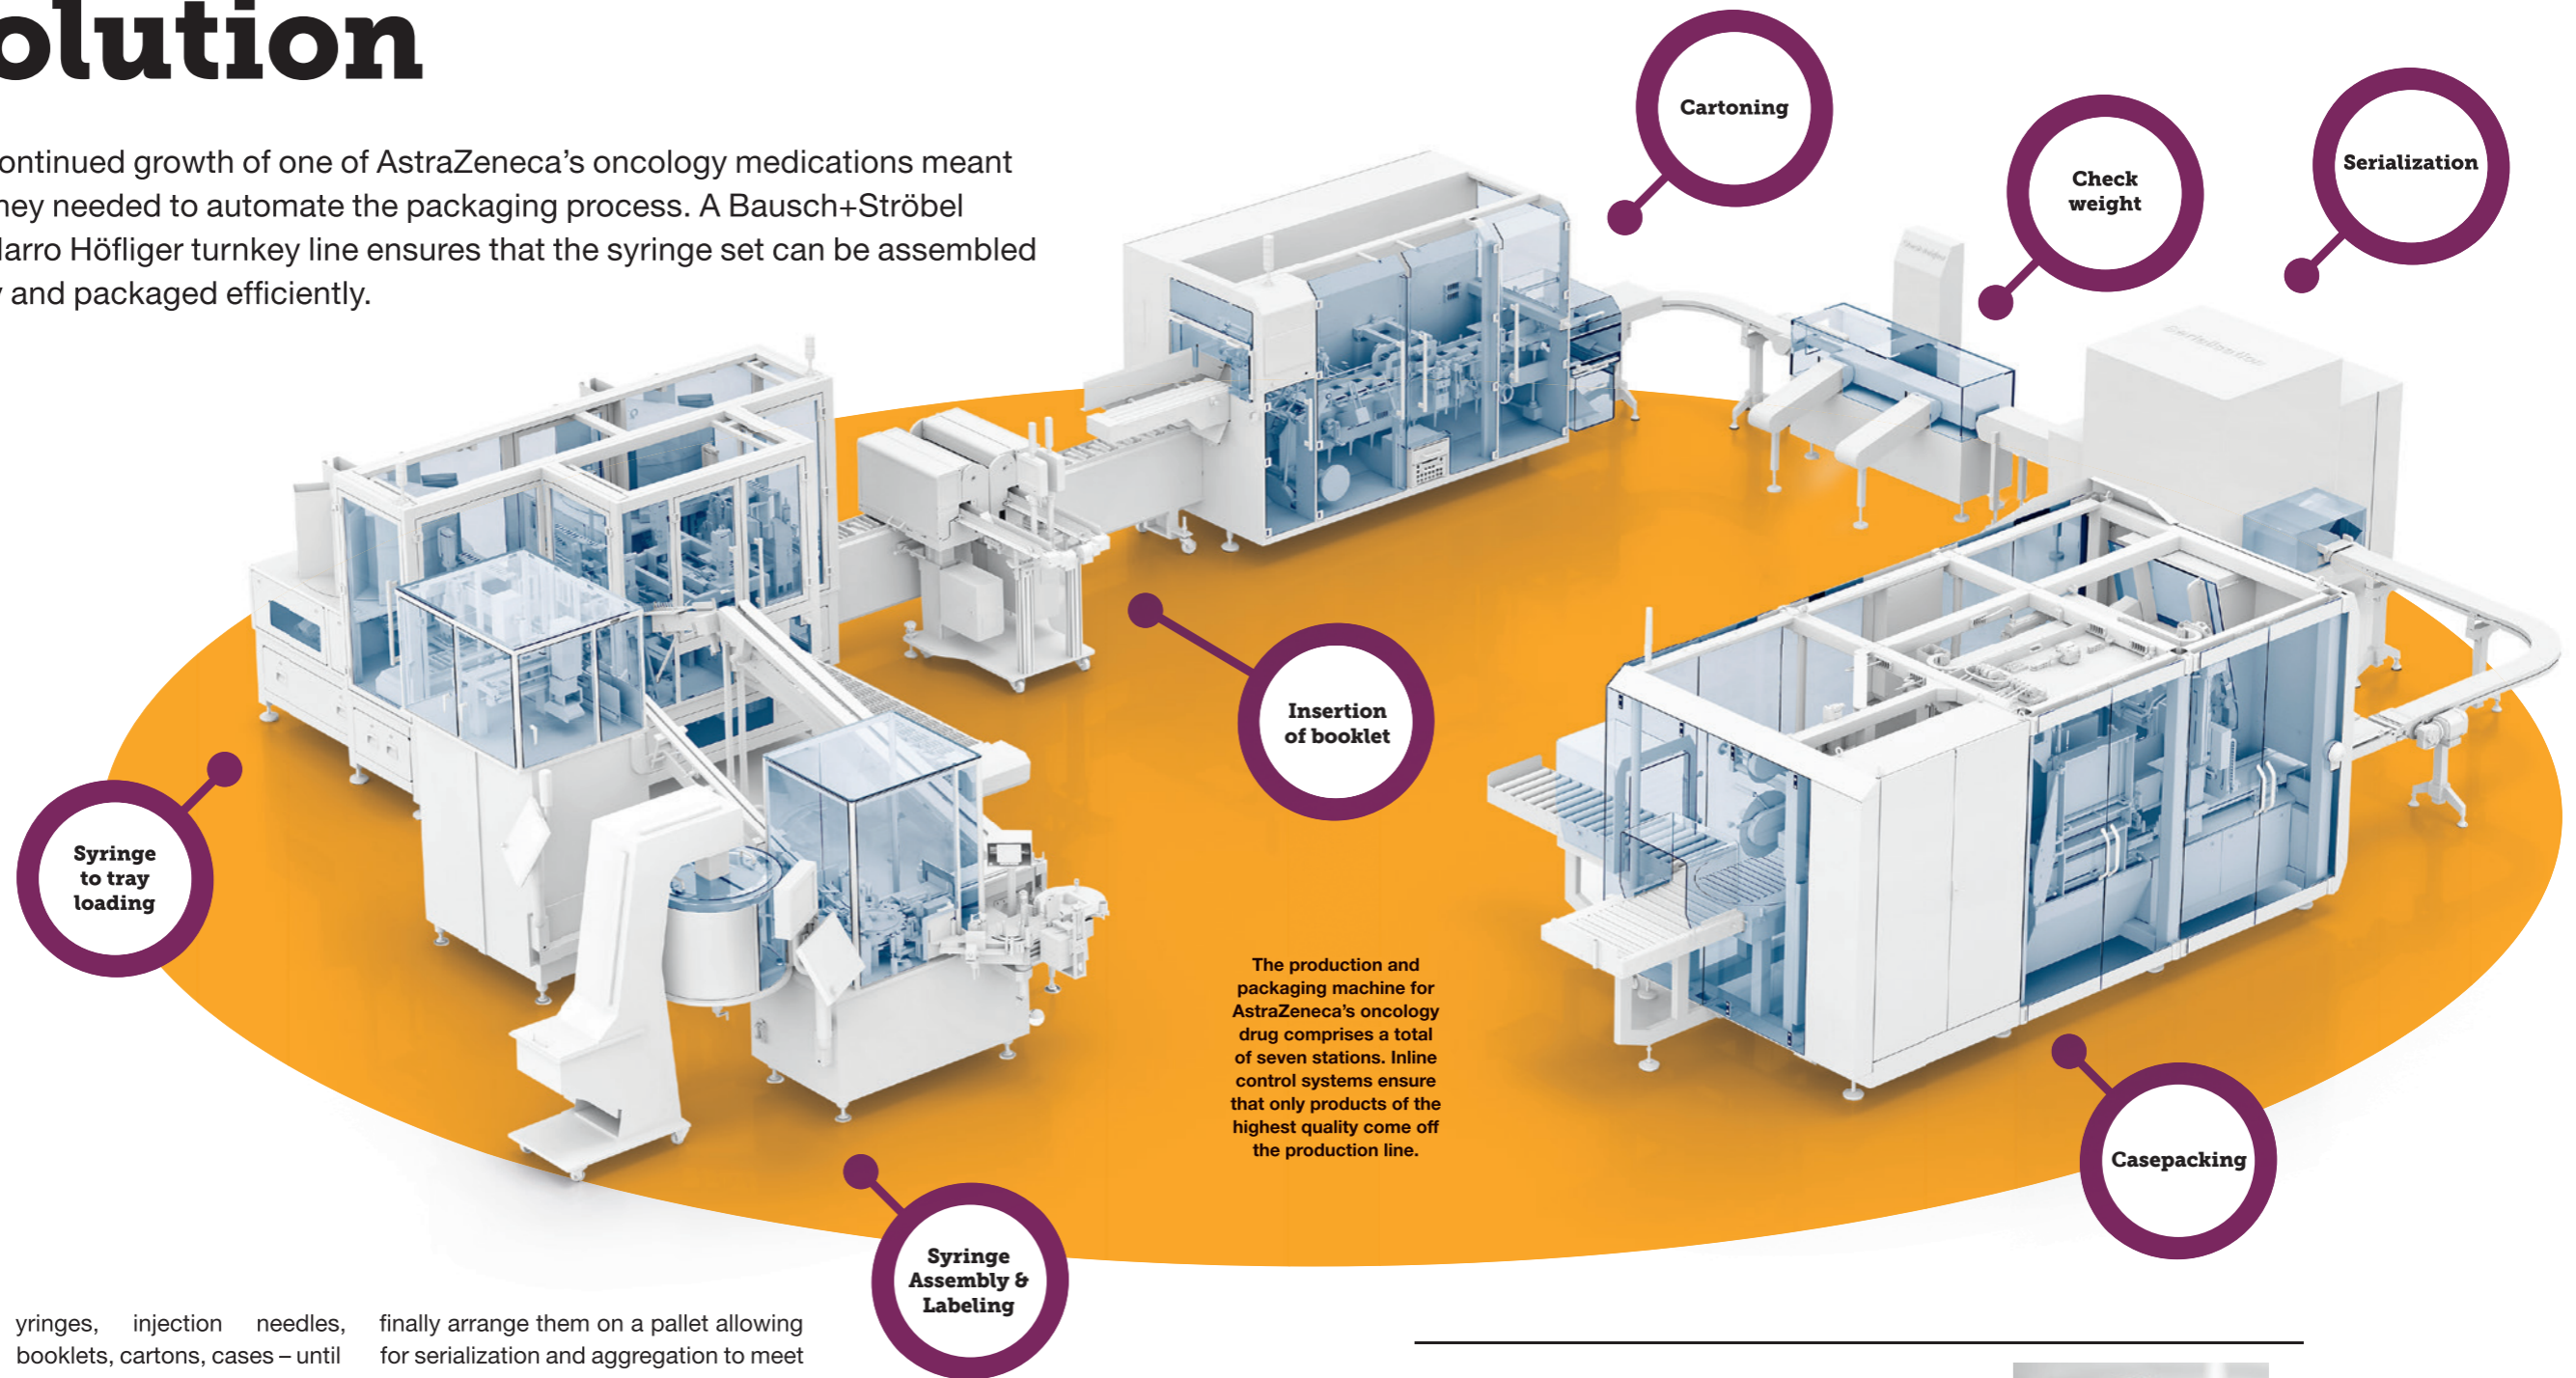 olution
ontinued growth of one of AstraZeneca's oncology medications meant
hey needed to automate the packaging process. A Bausch+Ströbel
larro Höfliger turnkey line ensures that the syringe set can be assembled
y and packaged efficiently.
Cartoning
Check
weight
Serialization
Insertion
of booklet
Syringe
to tray
loading
The production and
packaging machine for
AstraZeneca's oncology
drug comprises a total
of seven stations. Inline
control systems ensure
that only products of the
highest quality come off
the production line.
Casepacking
Syringe
Assembly &
Labeling
yringes, injection needles,
booklets, cartons, cases – until
finally arrange them on a pallet allowing
for serialization and aggregation to meet